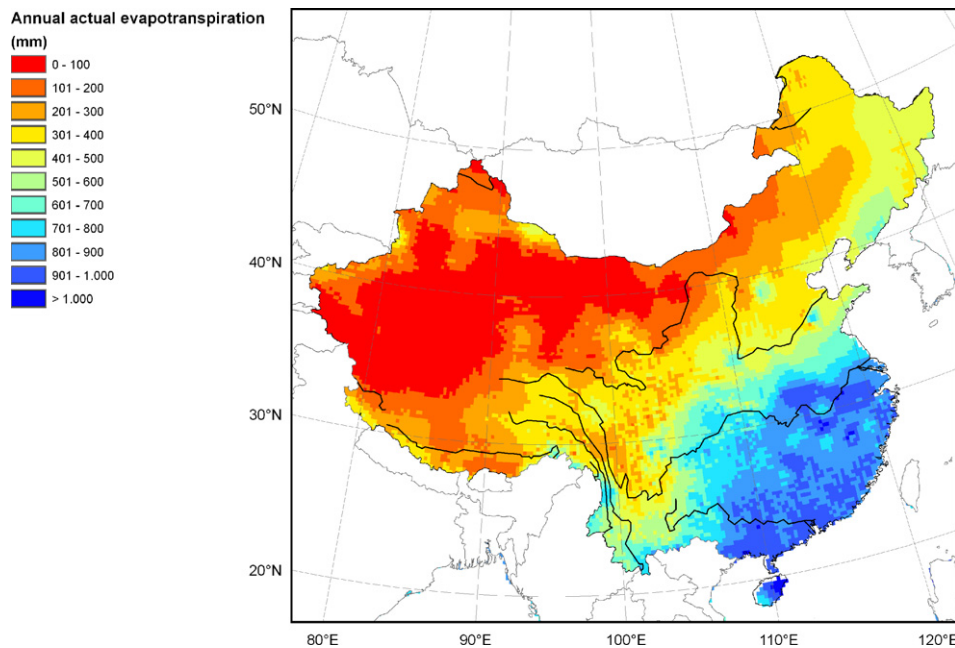 Annual actual evapotranspiration
(mm)
0 - 100
101 - 200
201 - 300
301 - 400
401 - 500
501 - 600
601 - 700
701 - 800
801 - 900
901 - 1.000
> 1.000
50°N
40°N
30°N
20°N
80°E 90°E 100°E 110°E 120°E